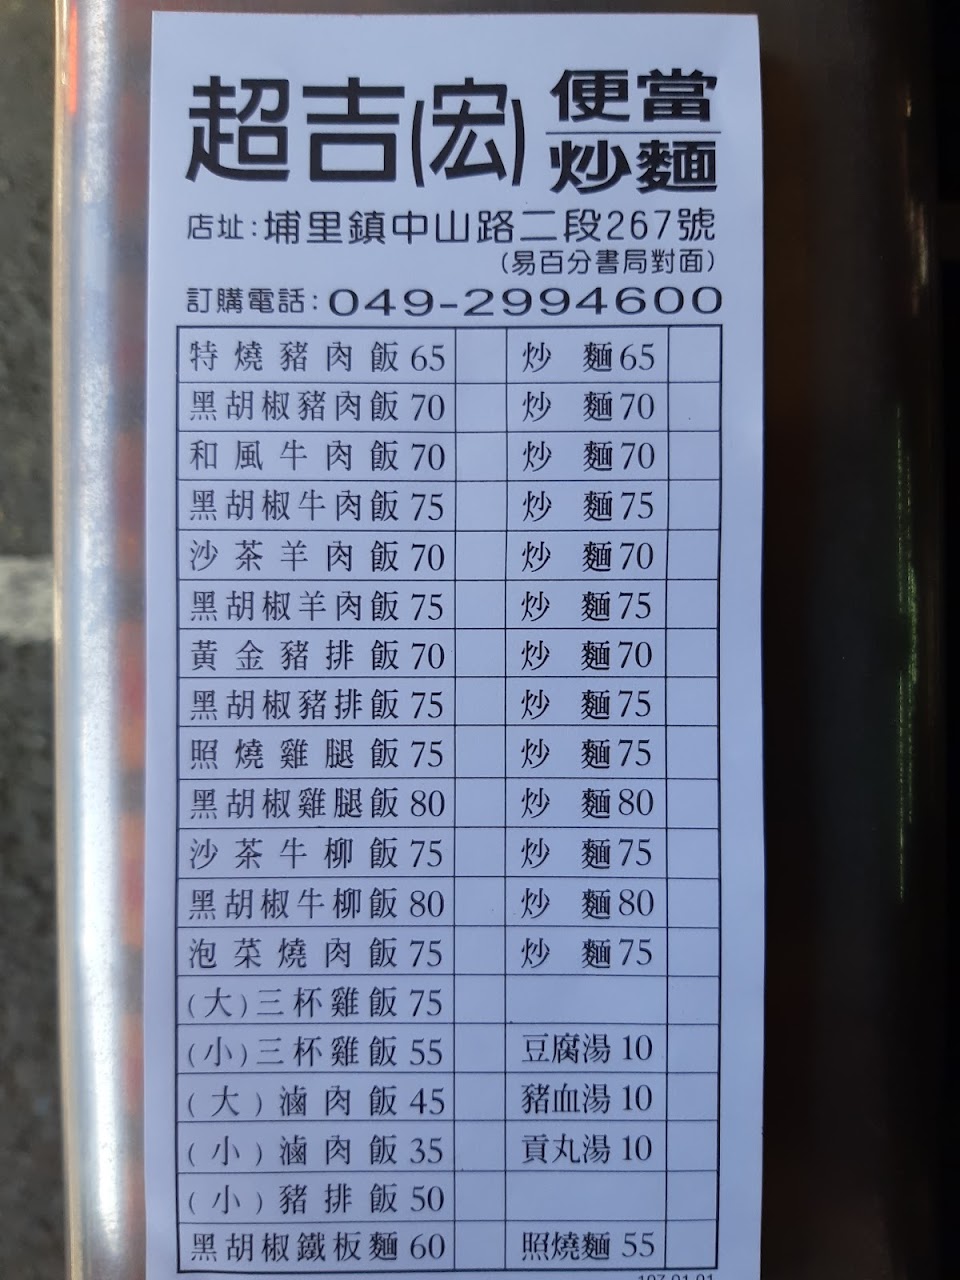 超吉(宏) 便當 炒麵
店址:埔里鎮中山路二段267號
(易百分書局對面)
訂購電話:049-2994600
特燒豬肉飯65 炒麵65
黑胡椒豬肉飯70 炒麵70
和風牛肉飯70 炒麵70
黑胡椒牛肉飯75 炒麵75
沙茶羊肉飯70 炒麵70
黑胡椒羊肉飯75 炒麵75
黃金豬排飯70 炒麵70
黑胡椒豬排飯75 炒麵75
照燒雞腿飯75 炒麵75
黑胡椒雞腿飯80 炒麵80
沙茶牛柳飯75 炒麵75
黑胡椒牛柳飯80 炒麵80
泡菜燒肉飯75 炒麵75
(大)三杯雞飯75
(小)三杯雞飯55 豆腐湯10
(大)滷肉飯45 豬血湯10
(小)滷肉飯35 貢丸湯10
(小)豬排飯50
黑胡椒鐵板麵60 照燒麵55